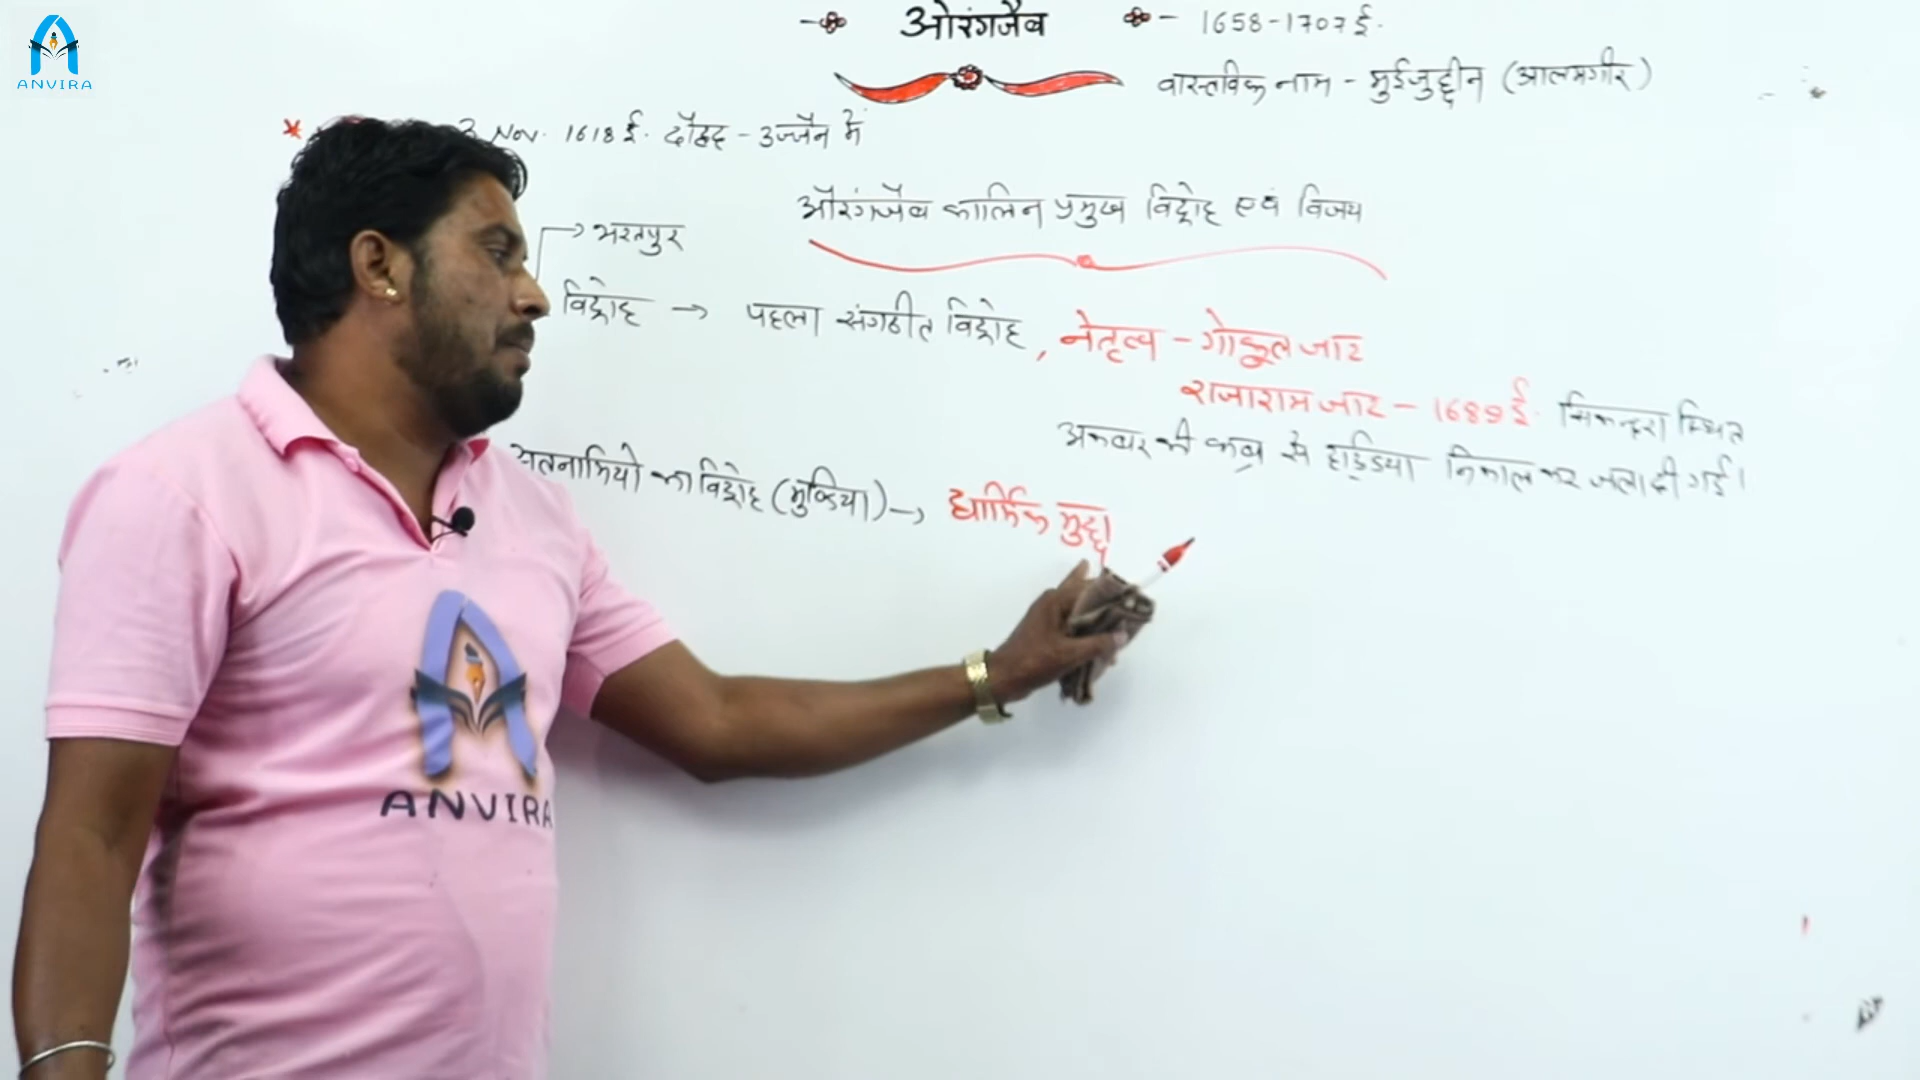 ANVIRA
औरंगजैब - 1658-1707 ई.
वास्तविक नाम - मुईजुद्दीन (आलमगीर)
3 Nov. 1618 ई. दौहद - उज्जैन में
औरंगजैब कालिन प्रमुख विद्रोह एवं विजय
→ भरतपुर
विद्रोह → पहला संगठीत विद्रोह, नेतृत्व - गोकुल जाट
राजाराम जाट - 1689 ई. सिकन्दरा स्थित
अकबर की कब्र से हड्डिया निकाल कर जला दी गई।
सतनामियो का विद्रोह (मुण्डिया) → धार्मिक मुद्दा
ANVIRA